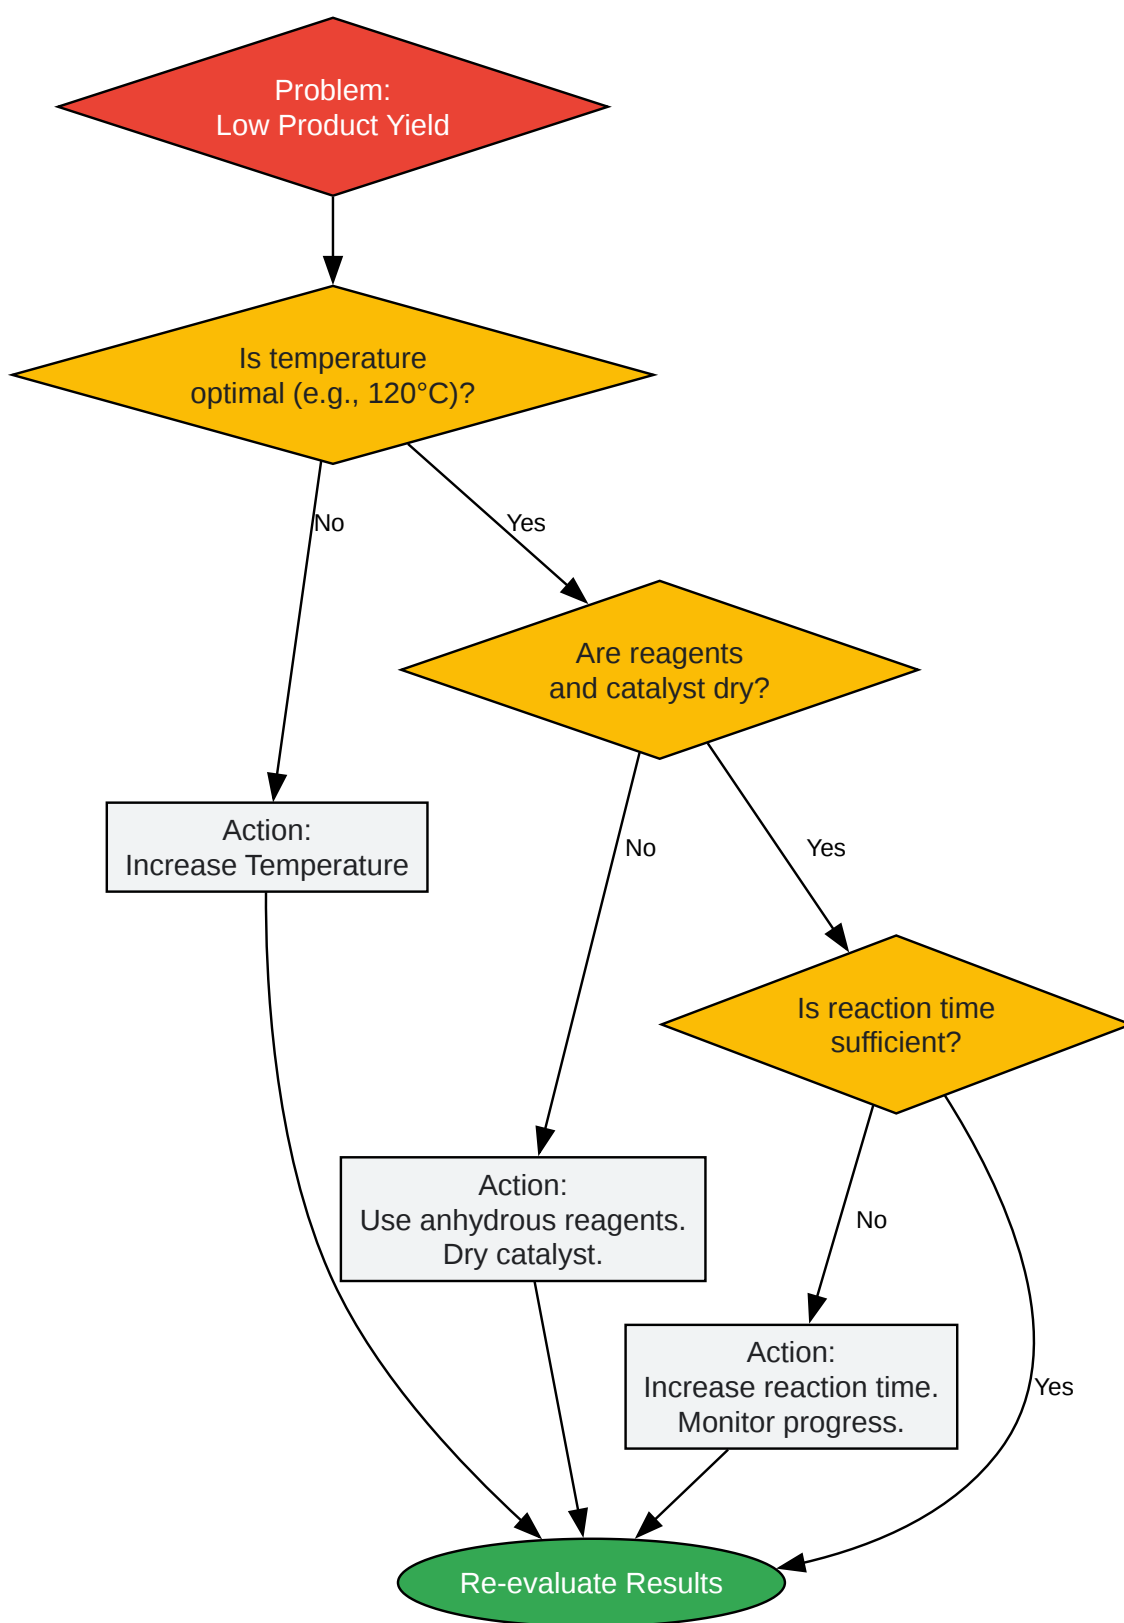 Problem:
Low Product Yield
Is temperature
optimal (e.g., 120°C)?
No
Yes
Are reagents
and catalyst dry?
Action:
Increase Temperature
No
Yes
Is reaction time
sufficient?
Action:
Use anhydrous reagents.
Dry catalyst.
No
Action:
Increase reaction time.
Monitor progress.
Yes
Re-evaluate Results